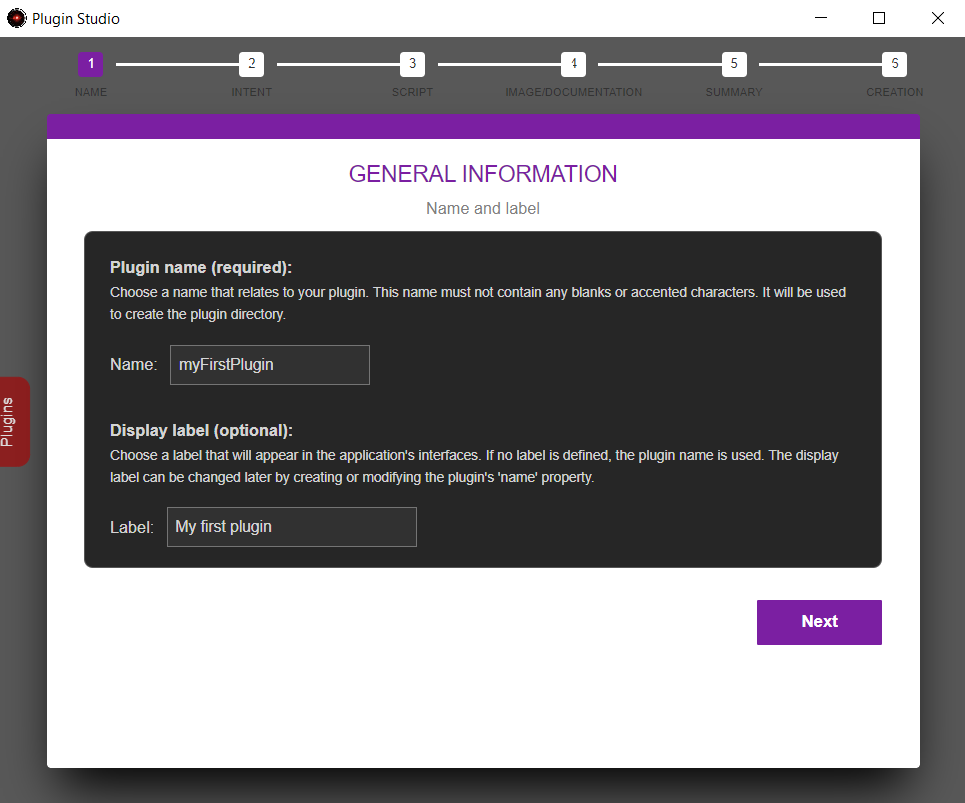 Plugin Studio
1 2 3 4 5 5
NAME INTENT SCRIPT IMAGE/DOCUMENTATION SUMMARY CREATION
GENERAL INFORMATION
Name and label
Plugin name (required):
Choose a name that relates to your plugin. This name must not contain any blanks or accented characters. It will be used
to create the plugin directory.
Name: myFirstPlugin
Plugins
Display label (optional):
Choose a label that will appear in the application's interfaces. If no label is defined, the plugin name is used. The display
label can be changed later by creating or modifying the plugin's 'name' property.
Label: My first plugin
Next